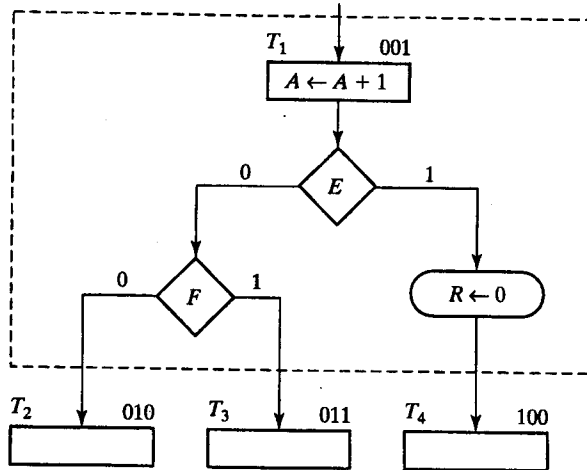 T₁ 001
A ← A + 1
0 E 1
0 F 1
R ← 0
T₂ 010 T₃ 011 T₄ 100